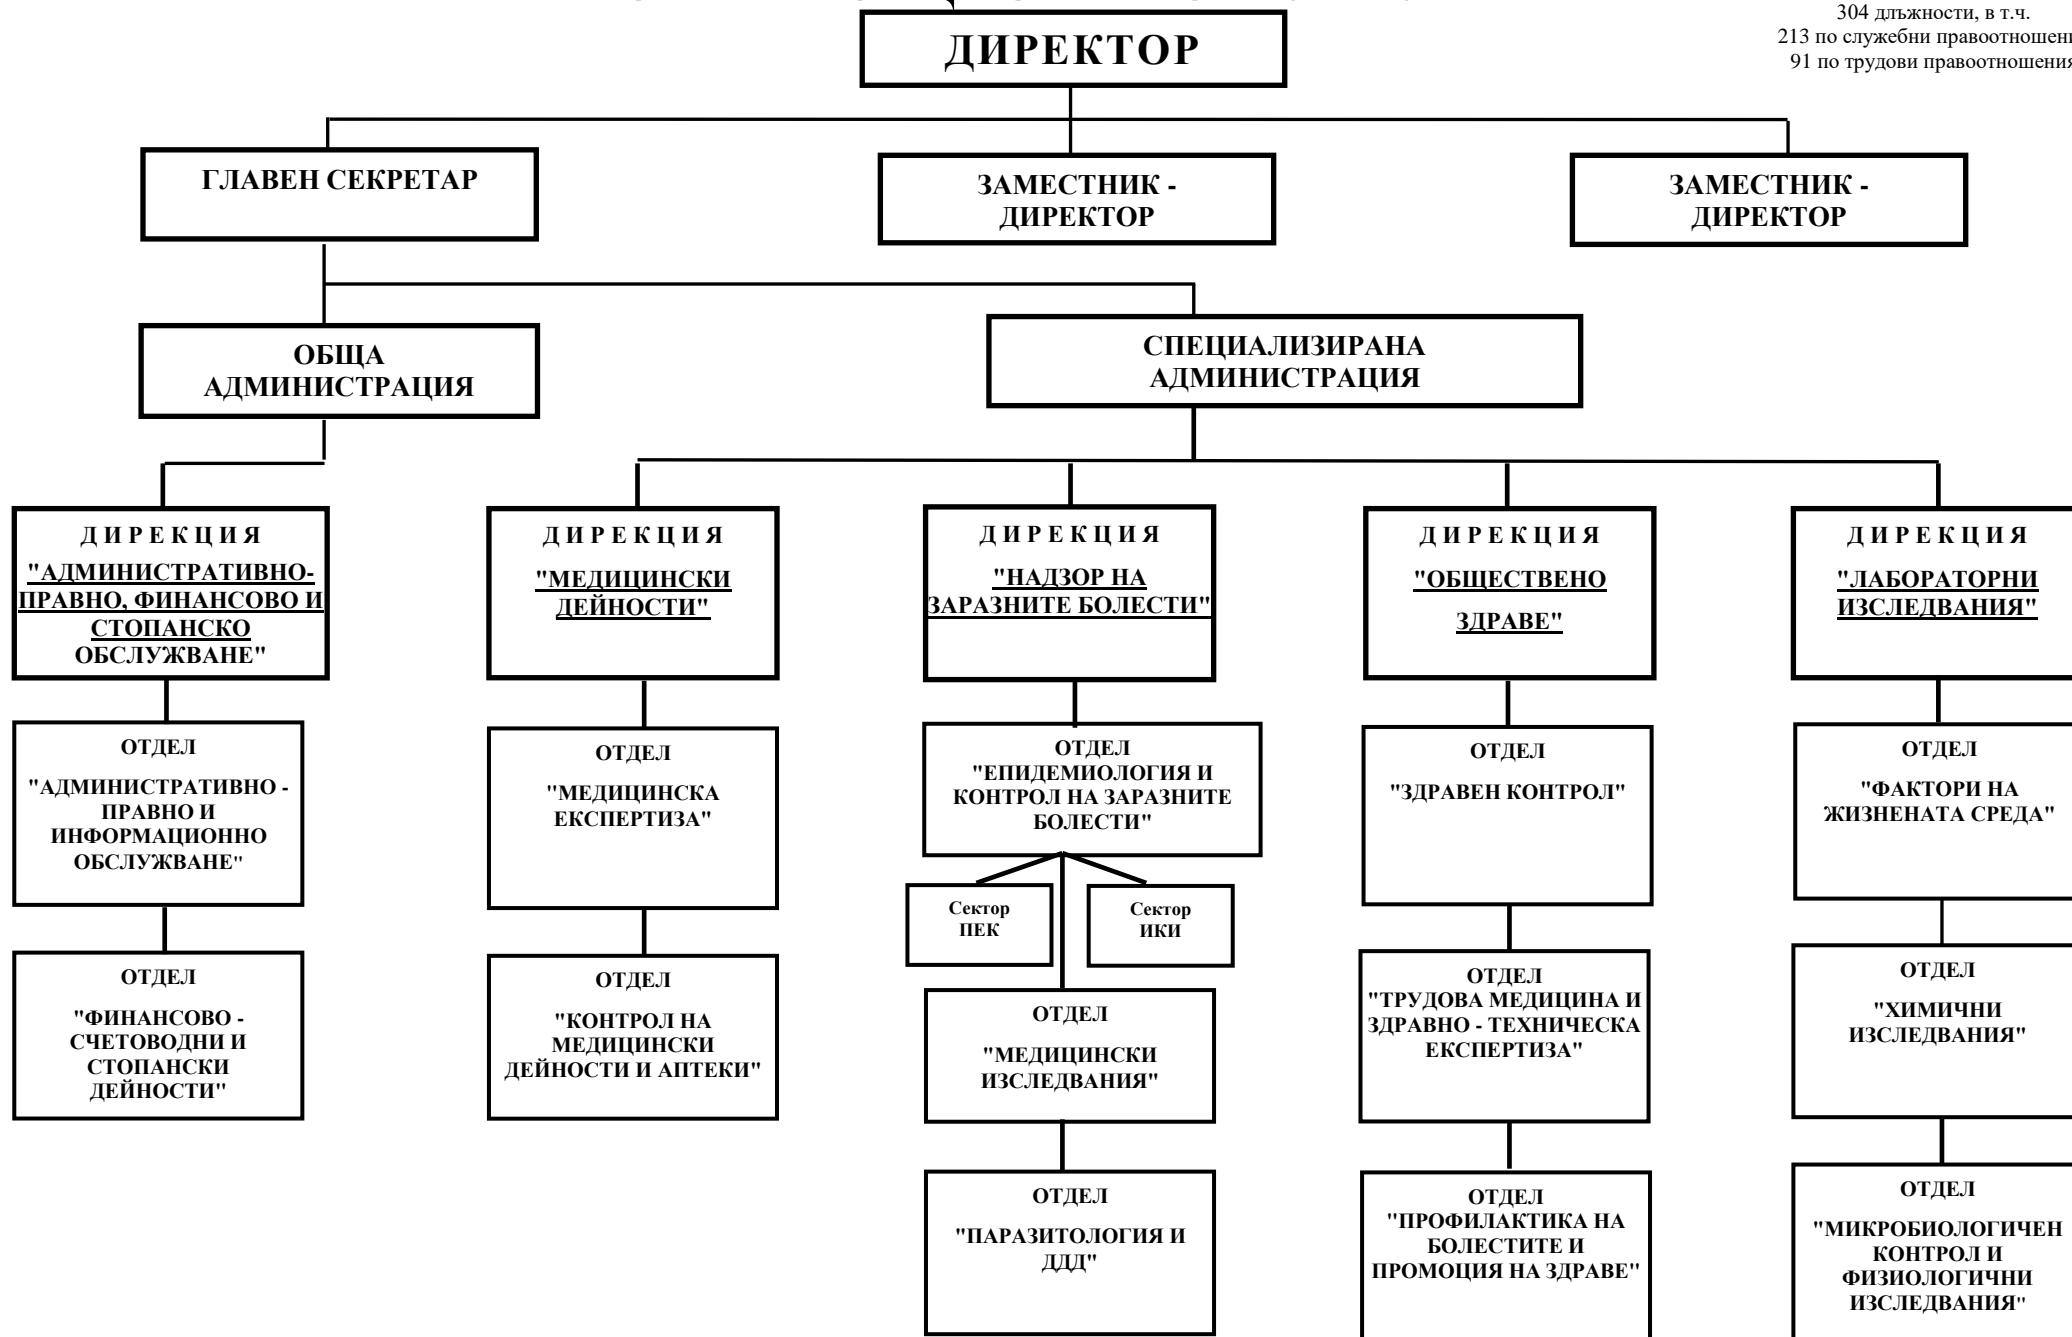 304 длъжности, в т.ч.
213 по служебни правоотношени
91 по трудови правоотношения
ДИРЕКТОР
ГЛАВЕН СЕКРЕТАР
ЗАМЕСТНИК -
ДИРЕКТОР
ЗАМЕСТНИК -
ДИРЕКТОР
ОБЩА
АДМИНИСТРАЦИЯ
СПЕЦИАЛИЗИРАНА
АДМИНИСТРАЦИЯ
Д И Р Е К Ц И Я
"АДМИНИСТРАТИВНО-
ПРАВНО, ФИНАНСОВО И
СТОПАНСКО
ОБСЛУЖВАНЕ"
Д И Р Е К Ц И Я
"МЕДИЦИНСКИ
ДЕЙНОСТИ"
Д И Р Е К Ц И Я
"НАДЗОР НА
ЗАРАЗНИТЕ БОЛЕСТИ"
Д И Р Е К Ц И Я
"ОБЩЕСТВЕНО
ЗДРАВЕ"
Д И Р Е К Ц И Я
"ЛАБОРАТОРНИ
ИЗСЛЕДВАНИЯ"
ОТДЕЛ
"АДМИНИСТРАТИВНО -
ПРАВНО И
ИНФОРМАЦИОННО
ОБСЛУЖВАНЕ"
ОТДЕЛ
"МЕДИЦИНСКА
ЕКСПЕРТИЗА"
ОТДЕЛ
"ЕПИДЕМИОЛОГИЯ И
КОНТРОЛ НА ЗАРАЗНИТЕ
БОЛЕСТИ"
ОТДЕЛ
"ЗДРАВЕН КОНТРОЛ"
ОТДЕЛ
"ФАКТОРИ НА
ЖИЗНЕНАТА СРЕДА"
Сектор
ПЕК
Сектор
ИКИ
ОТДЕЛ
"ФИНАНСОВО -
СЧЕТОВОДНИ И
СТОПАНСКИ
ДЕЙНОСТИ"
ОТДЕЛ
"КОНТРОЛ НА
МЕДИЦИНСКИ
ДЕЙНОСТИ И АПТЕКИ"
ОТДЕЛ
"МЕДИЦИНСКИ
ИЗСЛЕДВАНИЯ"
ОТДЕЛ
"ТРУДОВА МЕДИЦИНА И
ЗДРАВНО - ТЕХНИЧЕСКА
ЕКСПЕРТИЗА"
ОТДЕЛ
"ХИМИЧНИ
ИЗСЛЕДВАНИЯ"
ОТДЕЛ
"ПАРАЗИТОЛОГИЯ И
ДДД"
ОТДЕЛ
"ПРОФИЛАКТИКА НА
БОЛЕСТИТЕ И
ПРОМОЦИЯ НА ЗДРАВЕ"
ОТДЕЛ
"МИКРОБИОЛОГИЧЕН
КОНТРОЛ И
ФИЗИОЛОГИЧНИ
ИЗСЛЕДВАНИЯ"